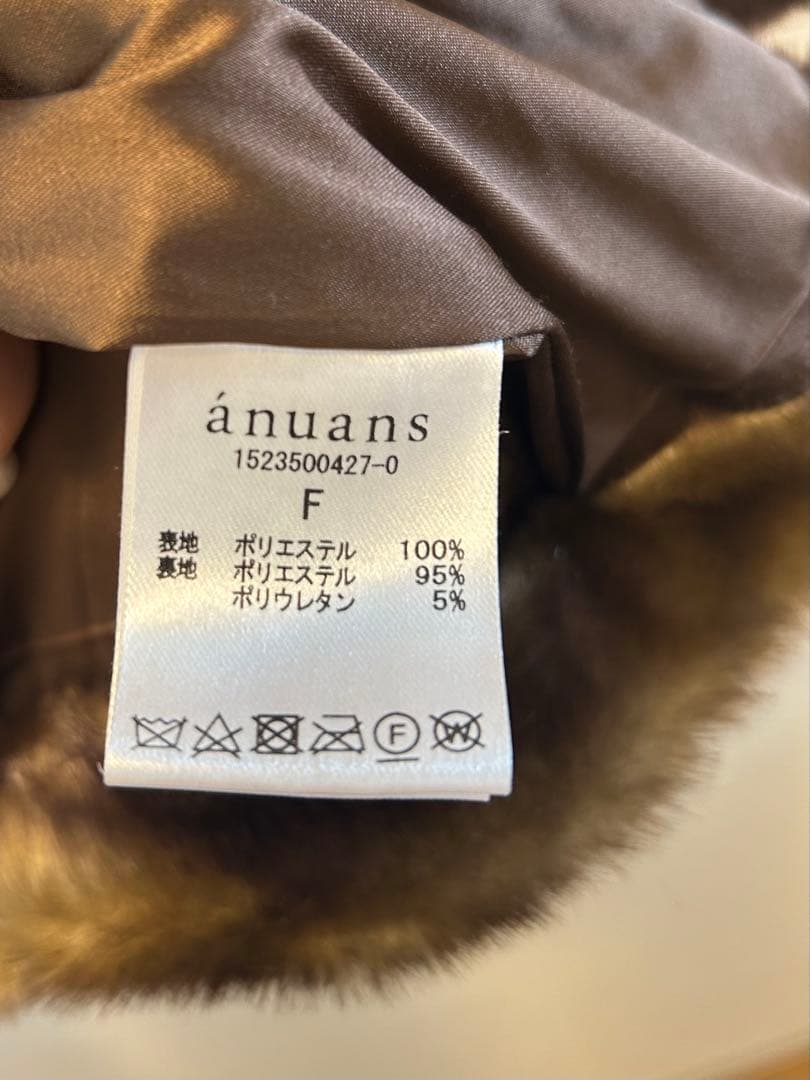 ánuans
1523500427-0
F
表地 ポリエステル 100%
裏地 ポリエステル 95%
ポリウレタン 5%
F W